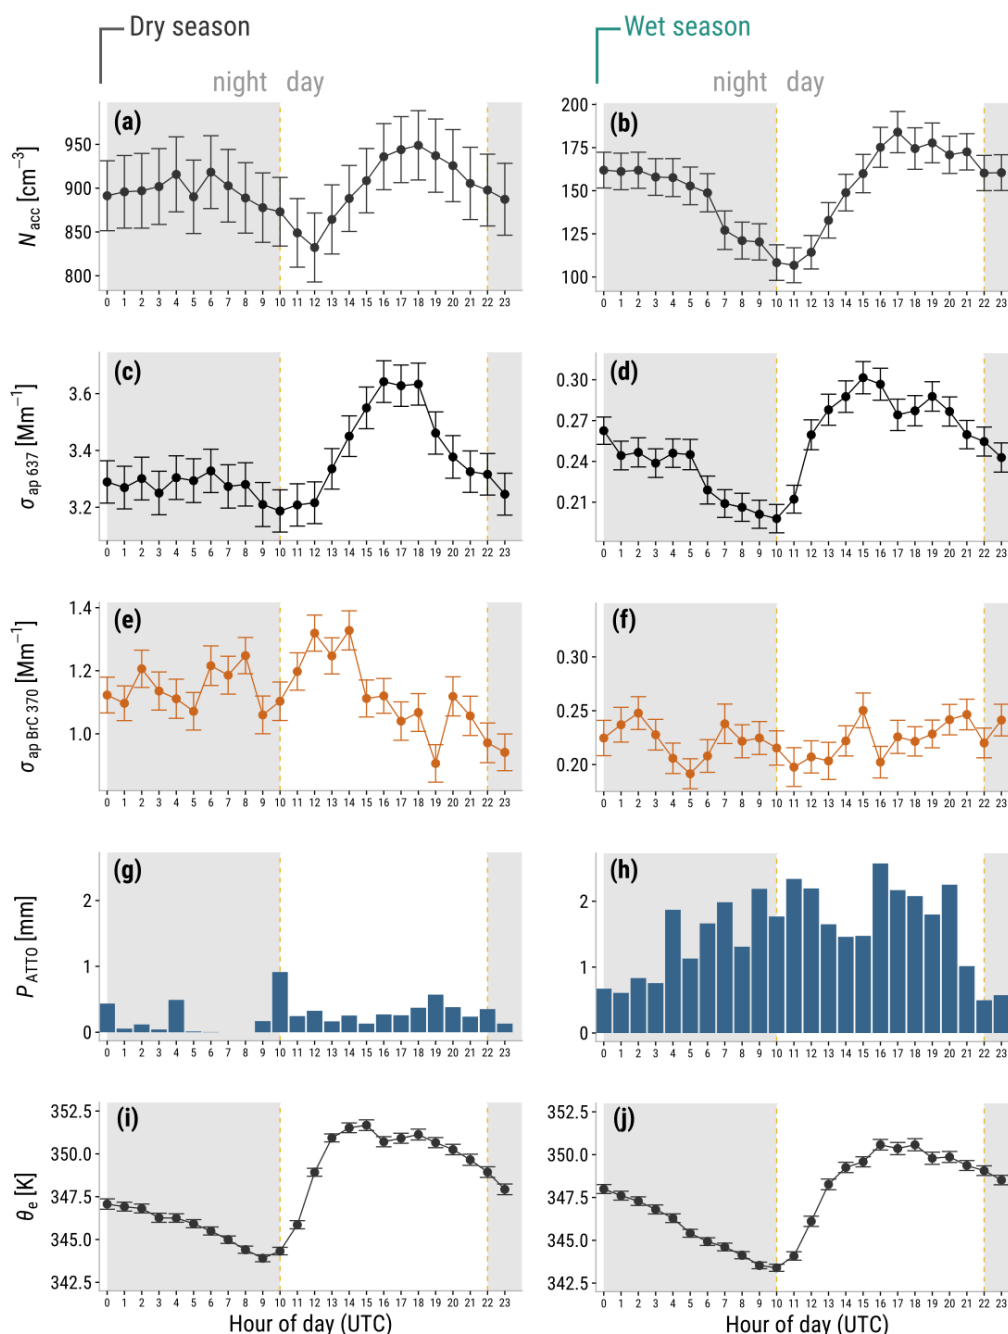 Dry season
Wet season
night day
night day
(a)
(b)
N acc [cm−3]
950
900
850
800
200
175
150
125
100
0 1 2 3 4 5 6 7 8 9 10 11 12 13 14 15 16 17 18 19 20 21 22 23
0 1 2 3 4 5 6 7 8 9 10 11 12 13 14 15 16 17 18 19 20 21 22 23
(c)
(d)
σ ap 637 [Mm−1]
3.6
3.4
3.2
0.30
0.27
0.24
0.21
0 1 2 3 4 5 6 7 8 9 10 11 12 13 14 15 16 17 18 19 20 21 22 23
0 1 2 3 4 5 6 7 8 9 10 11 12 13 14 15 16 17 18 19 20 21 22 23
(e)
(f)
σ ap BrC 370 [Mm−1]
1.4
1.2
1.0
0.30
0.25
0.20
0 1 2 3 4 5 6 7 8 9 10 11 12 13 14 15 16 17 18 19 20 21 22 23
0 1 2 3 4 5 6 7 8 9 10 11 12 13 14 15 16 17 18 19 20 21 22 23
(g)
(h)
P ATTO [mm]
2
1
0
2
1
0
0 1 2 3 4 5 6 7 8 9 10 11 12 13 14 15 16 17 18 19 20 21 22 23
0 1 2 3 4 5 6 7 8 9 10 11 12 13 14 15 16 17 18 19 20 21 22 23
(i)
(j)
θ e [K]
352.5
350.0
347.5
345.0
342.5
352.5
350.0
347.5
345.0
342.5
0 1 2 3 4 5 6 7 8 9 10 11 12 13 14 15 16 17 18 19 20 21 22 23
0 1 2 3 4 5 6 7 8 9 10 11 12 13 14 15 16 17 18 19 20 21 22 23
Hour of day (UTC)
Hour of day (UTC)